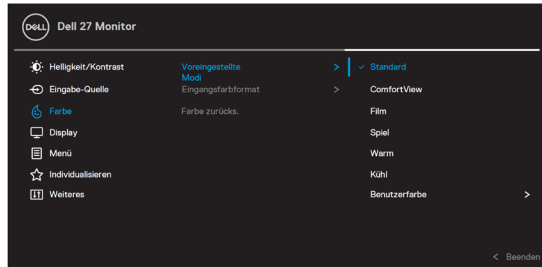 DELL Dell 27 Monitor
Helligkeit/Kontrast
Eingabe-Quelle
Farbe
Display
Menü
Individualisieren
Weiteres
Voreingestellte
Modi >
Eingangsfarbformat >
Farbe zurücks.
✓ Standard
ComfortView
Film
Spiel
Warm
Kühl
Benutzerfarbe >
< Beenden